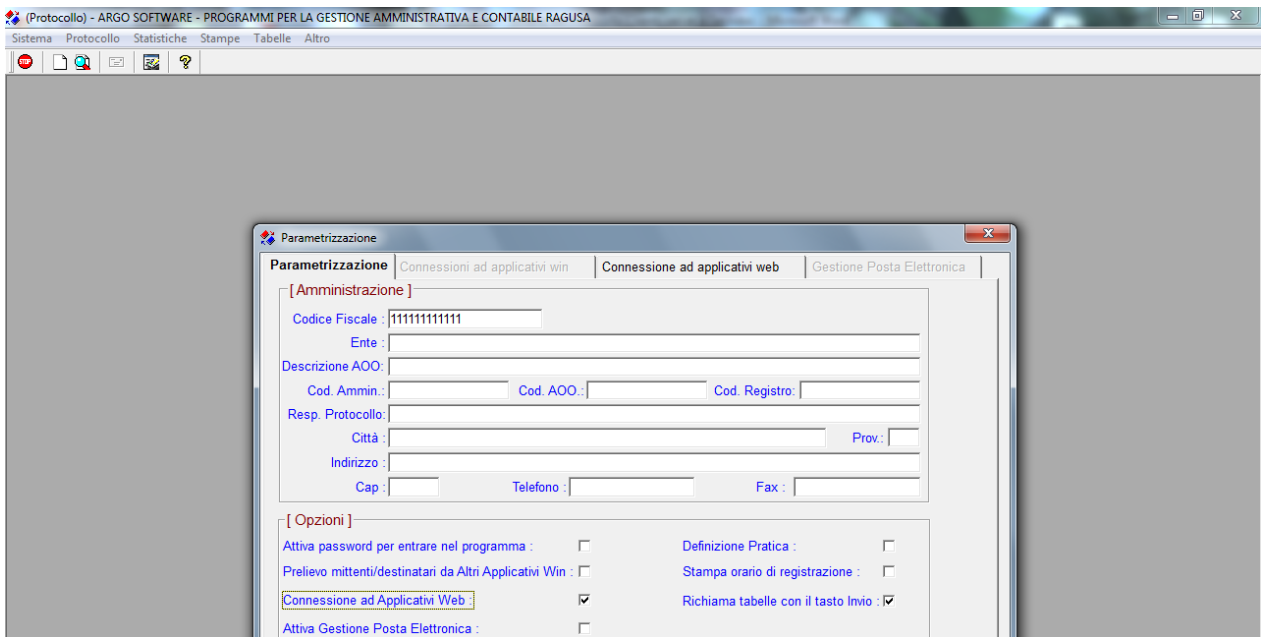 (Protocollo) - ARGO SOFTWARE - PROGRAMMI PER LA GESTIONE AMMINISTRATIVA E CONTABILE RAGUSA
Sistema Protocollo Statistiche Stampe Tabelle Altro
STOP ?
Parametrizzazione
Parametrizzazione Connessioni ad applicativi win Connessione ad applicativi web Gestione Posta Elettronica
[ Amministrazione ]
Codice Fiscale : 111111111111
Ente :
Descrizione AOO:
Cod. Ammin.: Cod. AOO.: Cod. Registro:
Resp. Protocollo:
Città : Prov.:
Indirizzo :
Cap : Telefono : Fax :
[ Opzioni ]
Attiva password per entrare nel programma : Definizione Pratica :
Prelievo mittenti/destinatari da Altri Applicativi Win : Stampa orario di registrazione :
Connessione ad Applicativi Web : Richiama tabelle con il tasto Invio :
Attiva Gestione Posta Elettronica :